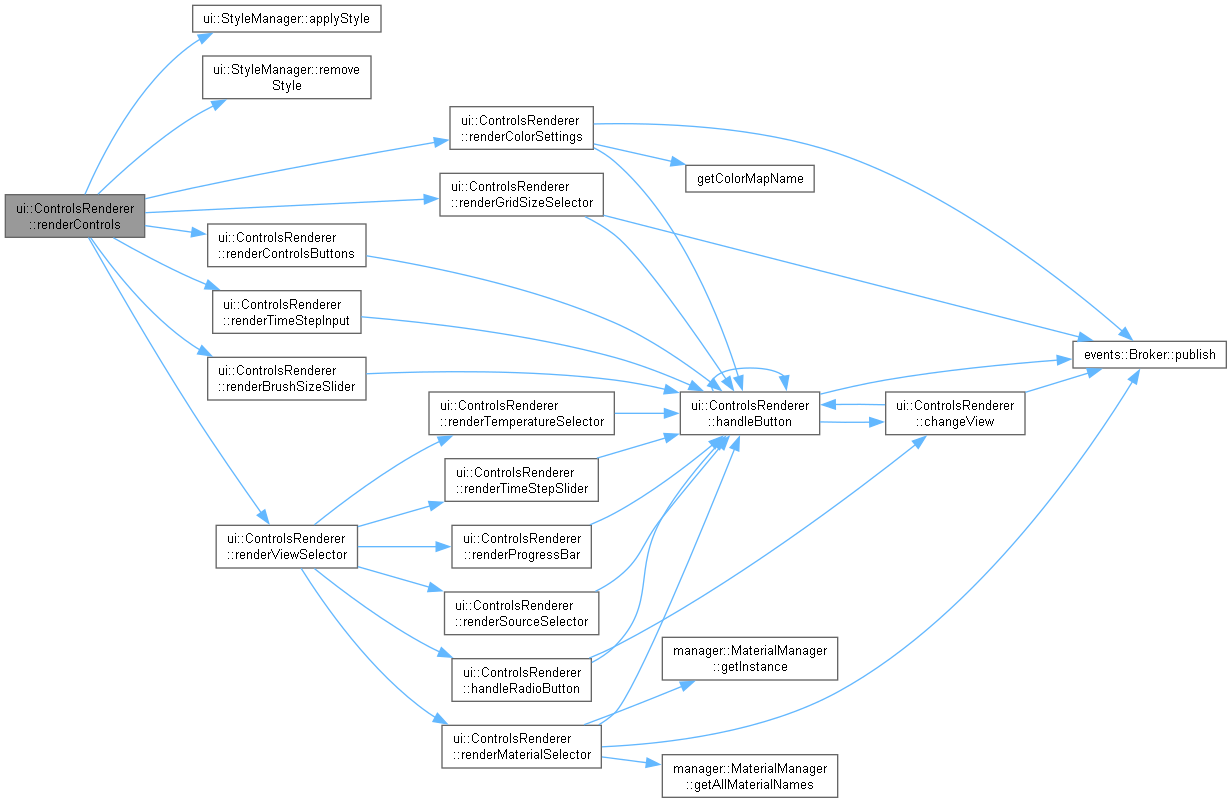 ui::StyleManager::applyStyle
ui::StyleManager::remove
Style
ui::ControlsRenderer
::renderColorSettings
getColorMapName
ui::ControlsRenderer
::renderGridSizeSelector
ui::ControlsRenderer
::renderControls
ui::ControlsRenderer
::renderControlsButtons
ui::ControlsRenderer
::renderTimeStepInput
events::Broker::publish
ui::ControlsRenderer
::renderBrushSizeSlider
ui::ControlsRenderer
::renderTemperatureSelector
ui::ControlsRenderer
::handleButton
ui::ControlsRenderer
::changeView
ui::ControlsRenderer
::renderTimeStepSlider
ui::ControlsRenderer
::renderViewSelector
ui::ControlsRenderer
::renderProgressBar
ui::ControlsRenderer
::renderSourceSelector
ui::ControlsRenderer
::handleRadioButton
manager::MaterialManager
::getInstance
ui::ControlsRenderer
::renderMaterialSelector
manager::MaterialManager
::getAllMaterialNames